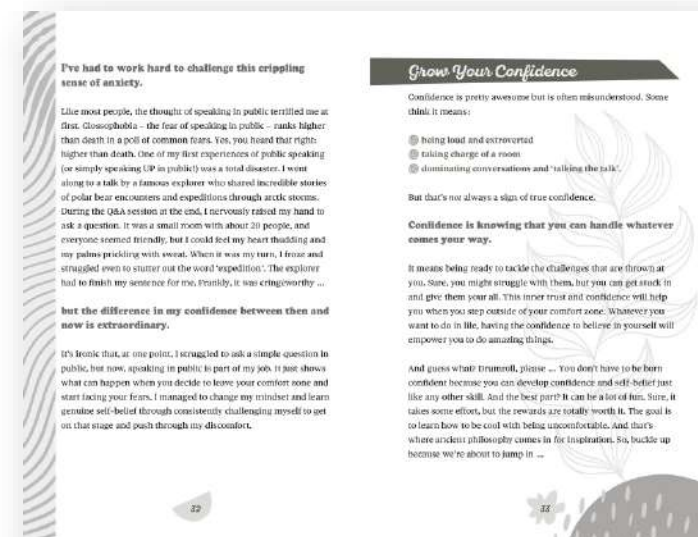 I've had to work hard to challenge this crippling
sense of anxiety.
Like most people, the thought of speaking in public terrified me at
first. Glossophobia – the fear of speaking in public – ranks higher
than death in a poll of common fears. Yes, you heard that right:
higher than death. One of my first experiences of public speaking
(or simply speaking UP in public!) was a total disaster. I went
along to a talk by a famous explorer who shared incredible stories
of polar bear encounters and expeditions through arctic storms.
During the Q&A session at the end, I nervously raised my hand to
ask a question. It was a small room with about 20 people, and
everyone seemed friendly, but I could feel my heart thudding and
my palms prickling with sweat. When it was my turn, I froze and
struggled even to stutter out the word 'expedition'. The explorer
had to finish my sentence for me. Frankly, it was cringeworthy ...
but the difference in my confidence between then and
now is extraordinary.
It's ironic that, at one point, I struggled to ask a simple question in
public, but now, speaking in public is part of my job. It just shows
what can happen when you decide to leave your comfort zone and
start facing your fears. I managed to change my mindset and learn
genuine self-belief through consistently challenging myself to get
on that stage and push through my discomfort.
32
Grow Your Confidence
Confidence is pretty awesome but is often misunderstood. Some
think it means:
being loud and extroverted
taking charge of a room
dominating conversations and 'talking the talk'.
But that's not always a sign of true confidence.
Confidence is knowing that you can handle whatever
comes your way.
It means being ready to tackle the challenges that are thrown at
you. Sure, you might struggle with them, but you can get stuck in
and give them your all. This inner trust and confidence will help
you when you step outside of your comfort zone. Whatever you
want to do in life, having the confidence to believe in yourself will
empower you to do amazing things.
And guess what? Drumroll, please ... You don't have to be born
confident because you can develop confidence and self-belief just
like any other skill. And the best part? It can be a lot of fun. Sure, it
takes some effort, but the rewards are totally worth it. The goal is
to learn how to be cool with being uncomfortable. And that's
where ancient philosophy comes in for inspiration. So, buckle up
because we're about to jump in ...
33